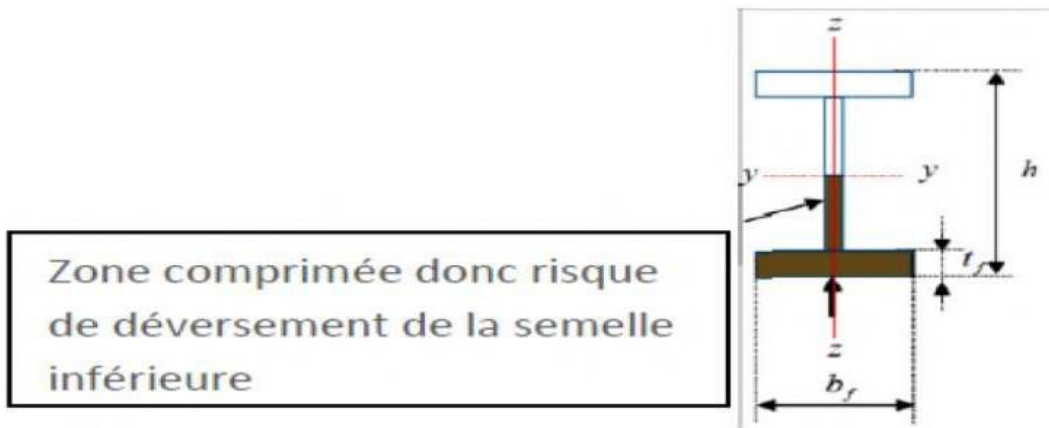 z
h
y
y
t_f
Zone comprimée donc risque
de déversement de la semelle
inférieure
z
b_f